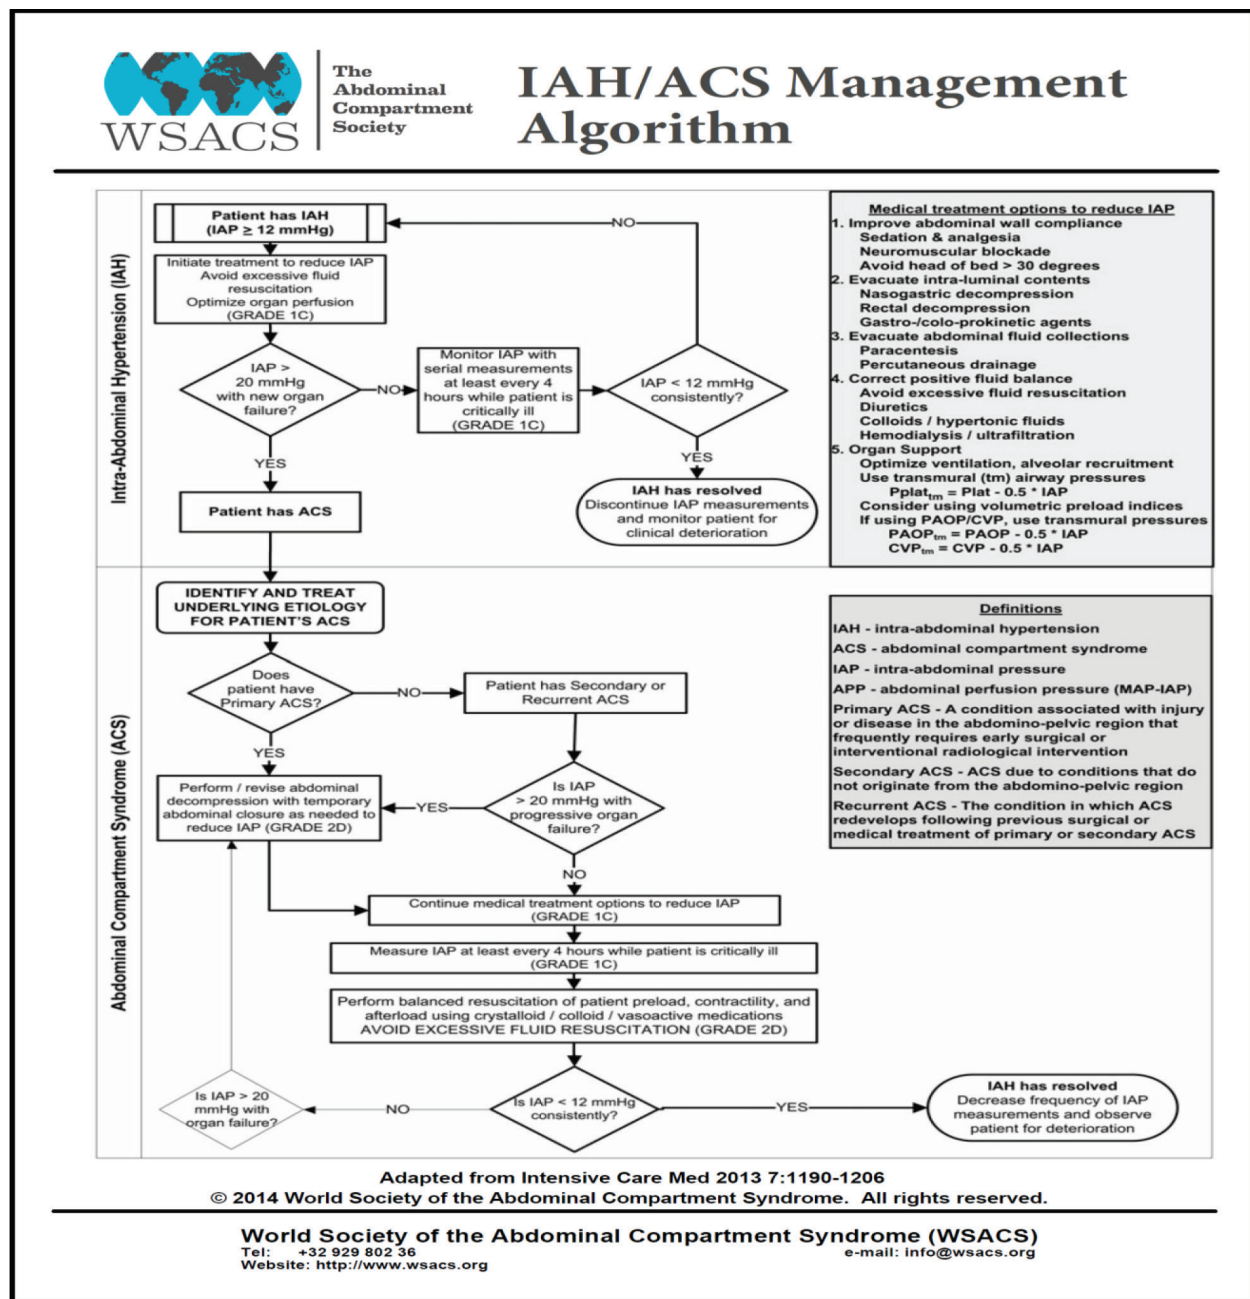 WSACS
The
Abdominal
Compartment
Society
IAH/ACS Management
Algorithm
Intra-Abdominal Hypertension (IAH)
Patient has IAH
(IAP ≥ 12 mmHg)
NO
Initiate treatment to reduce IAP
Avoid excessive fluid
resuscitation
Optimize organ perfusion
(GRADE 1C)
IAP >
20 mmHg
with new organ
failure?
NO
Monitor IAP with
serial measurements
at least every 4
hours while patient is
critically ill
(GRADE 1C)
IAP < 12 mmHg
consistently?
YES
YES
Patient has ACS
IAH has resolved
Discontinue IAP measurements
and monitor patient for
clinical deterioration
Medical treatment options to reduce IAP
1. Improve abdominal wall compliance
Sedation & analgesia
Neuromuscular blockade
Avoid head of bed > 30 degrees
2. Evacuate intra-luminal contents
Nasogastric decompression
Rectal decompression
Gastro-/colo-prokinetic agents
3. Evacuate abdominal fluid collections
Paracentesis
Percutaneous drainage
4. Correct positive fluid balance
Avoid excessive fluid resuscitation
Diuretics
Colloids / hypertonic fluids
Hemodialysis / ultrafiltration
5. Organ Support
Optimize ventilation, alveolar recruitment
Use transmural (tm) airway pressures
Pplattm = Plat - 0.5 * IAP
Consider using volumetric preload indices
If using PAOP/CVP, use transmural pressures
PAOPtm = PAOP - 0.5 * IAP
CVPtm = CVP - 0.5 * IAP
Abdominal Compartment Syndrome (ACS)
IDENTIFY AND TREAT
UNDERLYING ETIOLOGY
FOR PATIENT'S ACS
Does
patient have
Primary ACS?
NO
Patient has Secondary or
Recurrent ACS
YES
Perform / revise abdominal
decompression with temporary
abdominal closure as needed to
reduce IAP (GRADE 2D)
YES
Is IAP
> 20 mmHg with
progressive organ
failure?
NO
Continue medical treatment options to reduce IAP
(GRADE 1C)
Measure IAP at least every 4 hours while patient is critically ill
(GRADE 1C)
Perform balanced resuscitation of patient preload, contractility, and
afterload using crystalloid / colloid / vasoactive medications
AVOID EXCESSIVE FLUID RESUSCITATION (GRADE 2D)
Is IAP > 20
mmHg with
organ failure?
NO
Is IAP < 12 mmHg
consistently?
YES
IAH has resolved
Decrease frequency of IAP
measurements and observe
patient for deterioration
Definitions
IAH - intra-abdominal hypertension
ACS - abdominal compartment syndrome
IAP - intra-abdominal pressure
APP - abdominal perfusion pressure (MAP-IAP)
Primary ACS - A condition associated with injury
or disease in the abdomino-pelvic region that
frequently requires early surgical or
interventional radiological intervention
Secondary ACS - ACS due to conditions that do
not originate from the abdomino-pelvic region
Recurrent ACS - The condition in which ACS
redevelops following previous surgical or
medical treatment of primary or secondary ACS
Adapted from Intensive Care Med 2013 7:1190-1206
© 2014 World Society of the Abdominal Compartment Syndrome. All rights reserved.
World Society of the Abdominal Compartment Syndrome (WSACS)
Tel: +32 929 802 36
e-mail: info@wsacs.org
Website: http://www.wsacs.org